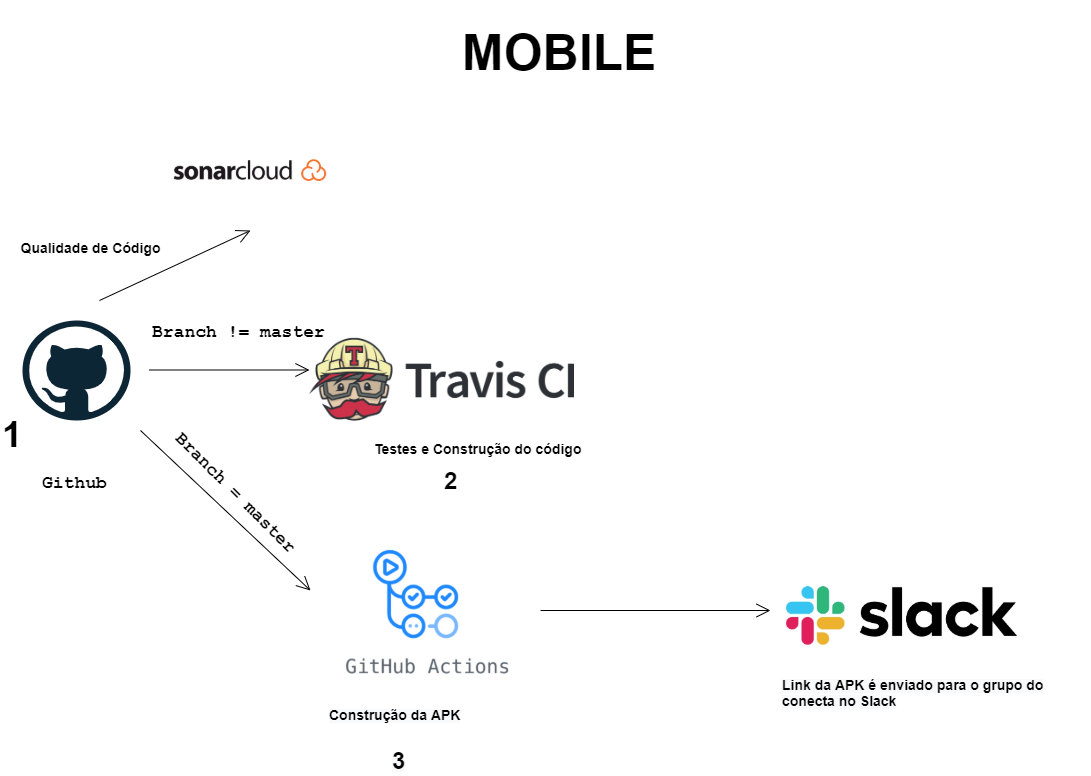 MOBILE
sonarcloud
Qualidade de Código
Branch != master
T
Travis CI
1
Testes e Construção do código
Branch = master
2
Github
GitHub Actions
slack
Link da APK é enviado para o grupo do
conecta no Slack
Construção da APK
3